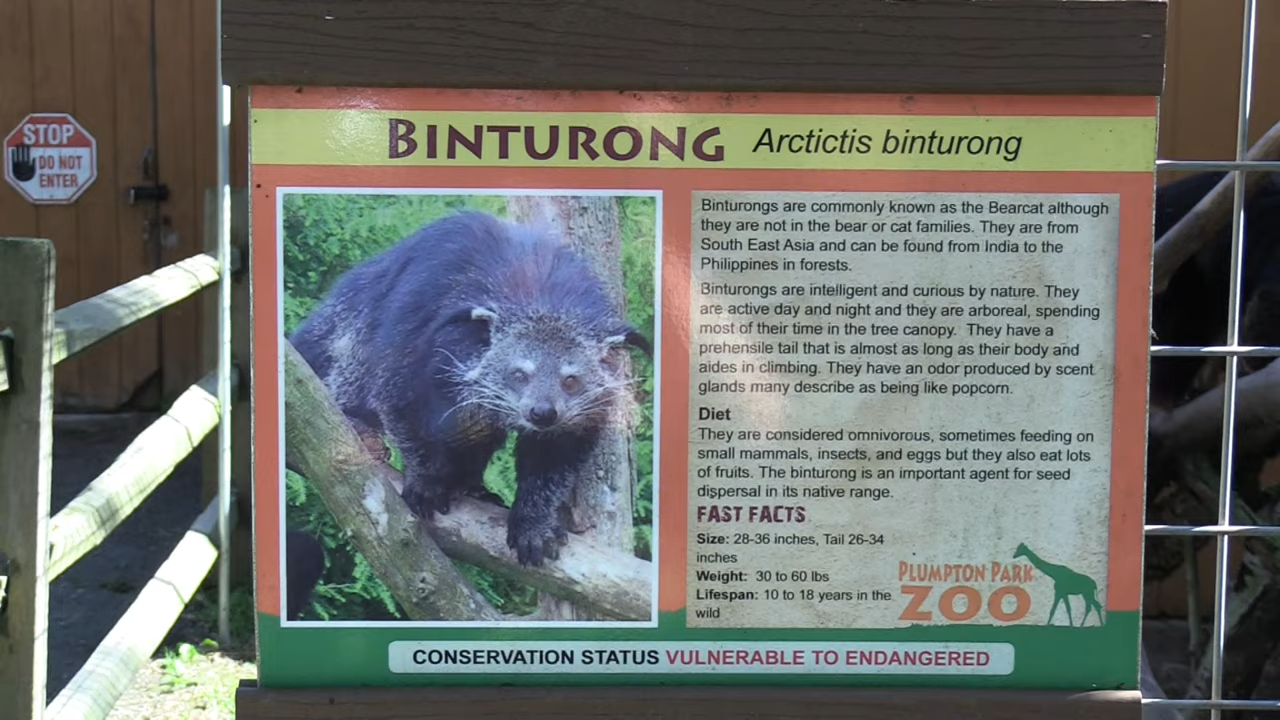 STOP
DO NOT
ENTER
BINTURONG Arctictis binturong
Binturongs are commonly known as the Bearcat although
they are not in the bear or cat families. They are from
South East Asia and can be found from India to the
Philippines in forests.
Binturongs are intelligent and curious by nature. They
are active day and night and they are arboreal, spending
most of their time in the tree canopy. They have a
prehensile tail that is almost as long as their body and
aides in climbing. They have an odor produced by scent
glands many describe as being like popcorn.
Diet
They are considered omnivorous, sometimes feeding on
small mammals, insects, and eggs but they also eat lots
of fruits. The binturong is an important agent for seed
dispersal in its native range.
FAST FACTS
Size: 28-36 inches, Tail 26-34
inches
Weight: 30 to 60 lbs
Lifespan: 10 to 18 years in the
wild
PLUMPTON PARK
ZOO
CONSERVATION STATUS VULNERABLE TO ENDANGERED